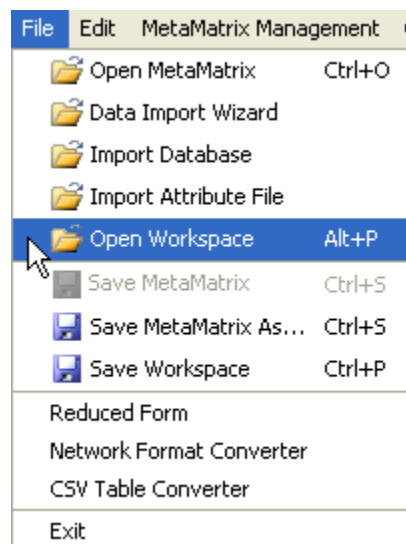 File Edit MetaMatrix Management
Open MetaMatrix Ctrl+O
Data Import Wizard
Import Database
Import Attribute File
Open Workspace Alt+P
Save MetaMatrix Ctrl+S
Save MetaMatrix As... Ctrl+S
Save Workspace Ctrl+P
Reduced Form
Network Format Converter
CSV Table Converter
Exit